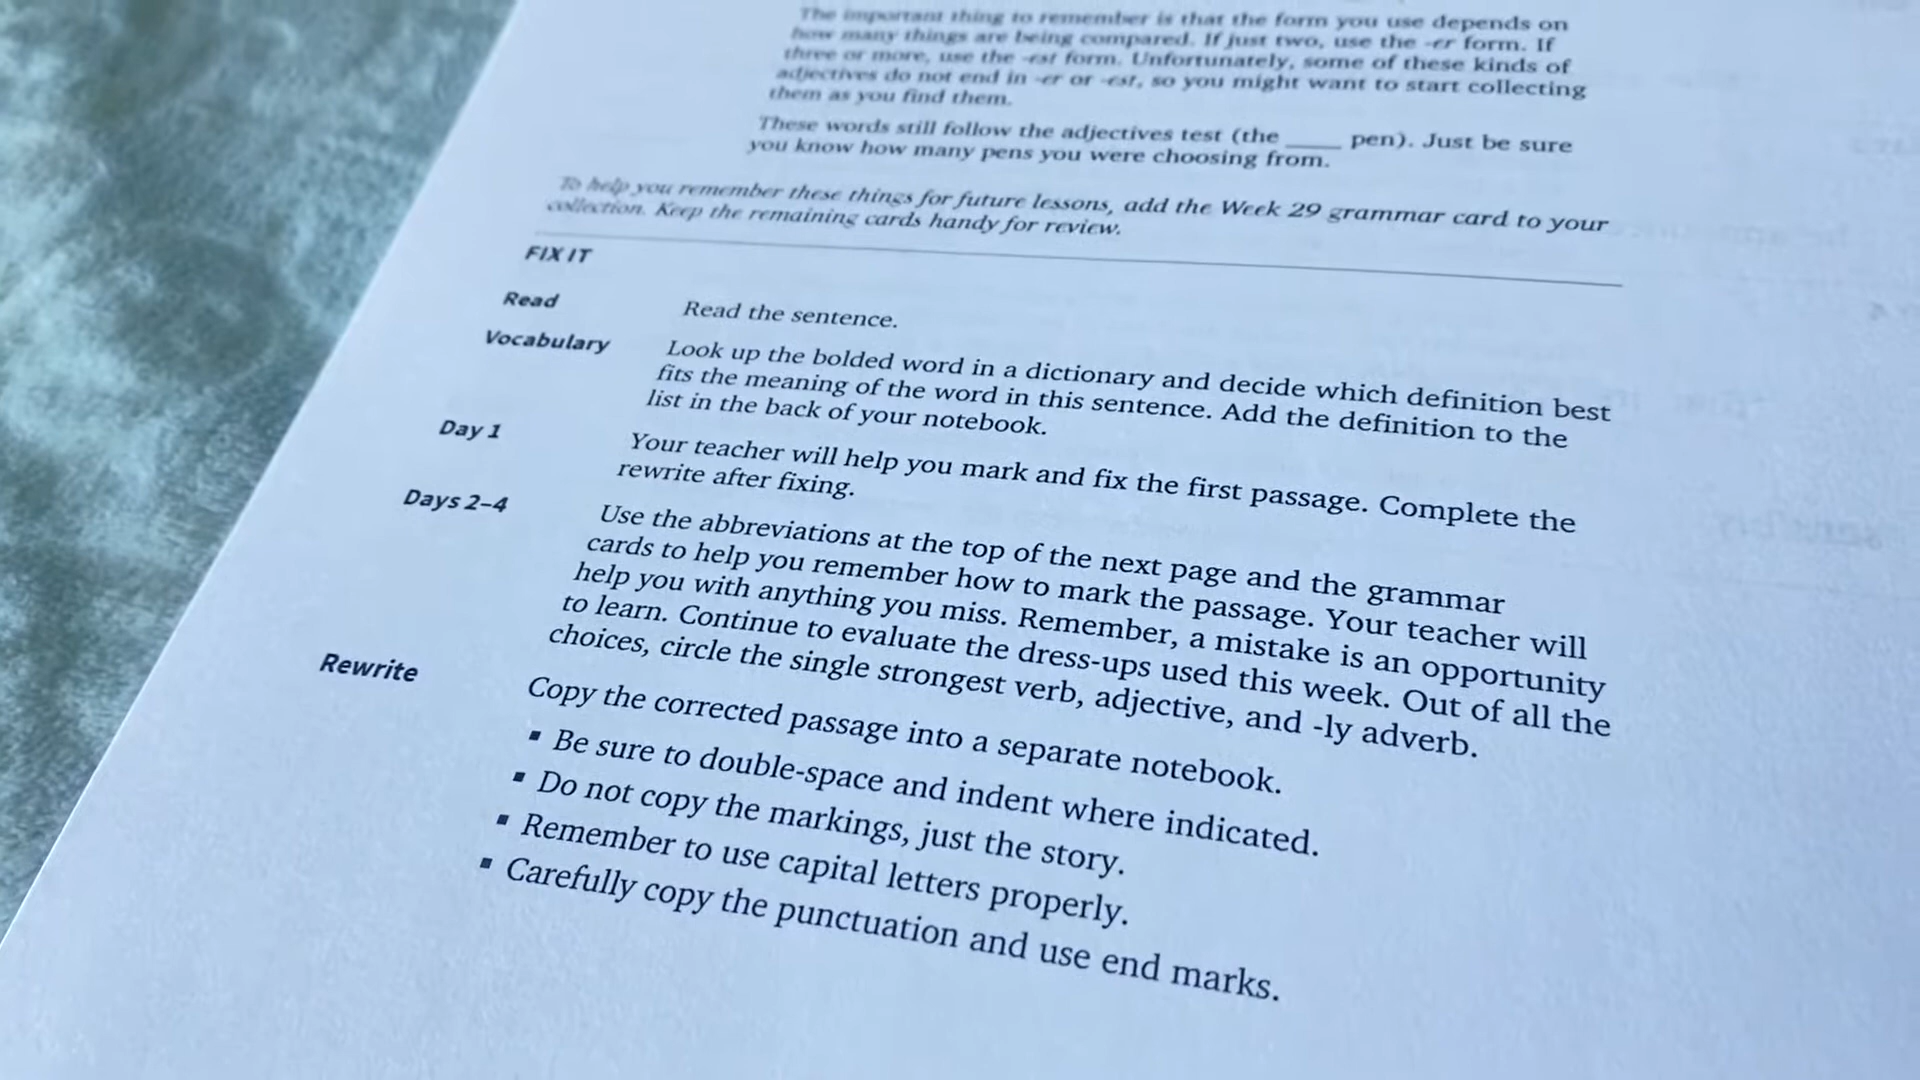 The important thing to remember is that the form you use depends on
how many things are being compared. If just two, use the -er form. If
three or more, use the -est form. Unfortunately, some of these kinds of
adjectives do not end in -er or -est, so you might want to start collecting
them as you find them.
These words still follow the adjectives test (the ____ pen). Just be sure
you know how many pens you were choosing from.
To help you remember these things for future lessons, add the Week 29 grammar card to your
collection. Keep the remaining cards handy for review.
FIX IT
Read
Read the sentence.
Vocabulary
Look up the bolded word in a dictionary and decide which definition best
fits the meaning of the word in this sentence. Add the definition to the
list in the back of your notebook.
Day 1
Your teacher will help you mark and fix the first passage. Complete the
rewrite after fixing.
Days 2–4
Use the abbreviations at the top of the next page and the grammar
cards to help you remember how to mark the passage. Your teacher will
help you with anything you miss. Remember, a mistake is an opportunity
to learn. Continue to evaluate the dress-ups used this week. Out of all the
choices, circle the single strongest verb, adjective, and -ly adverb.
Rewrite
Copy the corrected passage into a separate notebook.
▪ Be sure to double-space and indent where indicated.
▪ Do not copy the markings, just the story.
▪ Remember to use capital letters properly.
▪ Carefully copy the punctuation and use end marks.